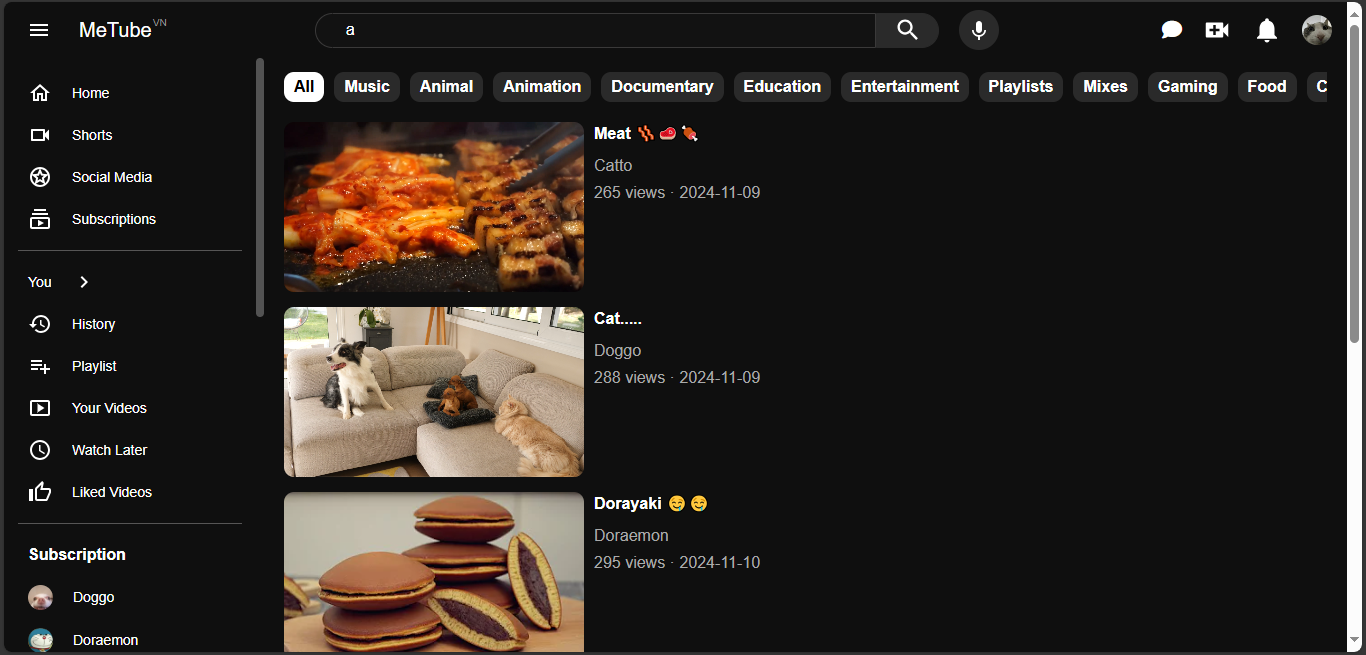 MeTube VN
a
Home
Shorts
Social Media
Subscriptions
You
History
Playlist
Your Videos
Watch Later
Liked Videos
Subscription
Doggo
Doraemon
All Music Animal Animation Documentary Education Entertainment Playlists Mixes Gaming Food C
Meat 🥓 🥩 🍖
Catto
265 views · 2024-11-09
Cat.....
Doggo
288 views · 2024-11-09
Dorayaki 😊 😊
Doraemon
295 views · 2024-11-10